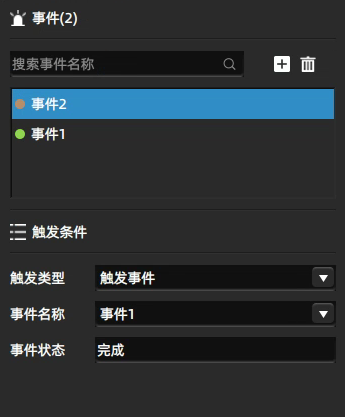 事件(2)
搜索事件名称
事件2
事件1
触发条件
触发类型 触发事件
事件名称 事件1
事件状态 完成